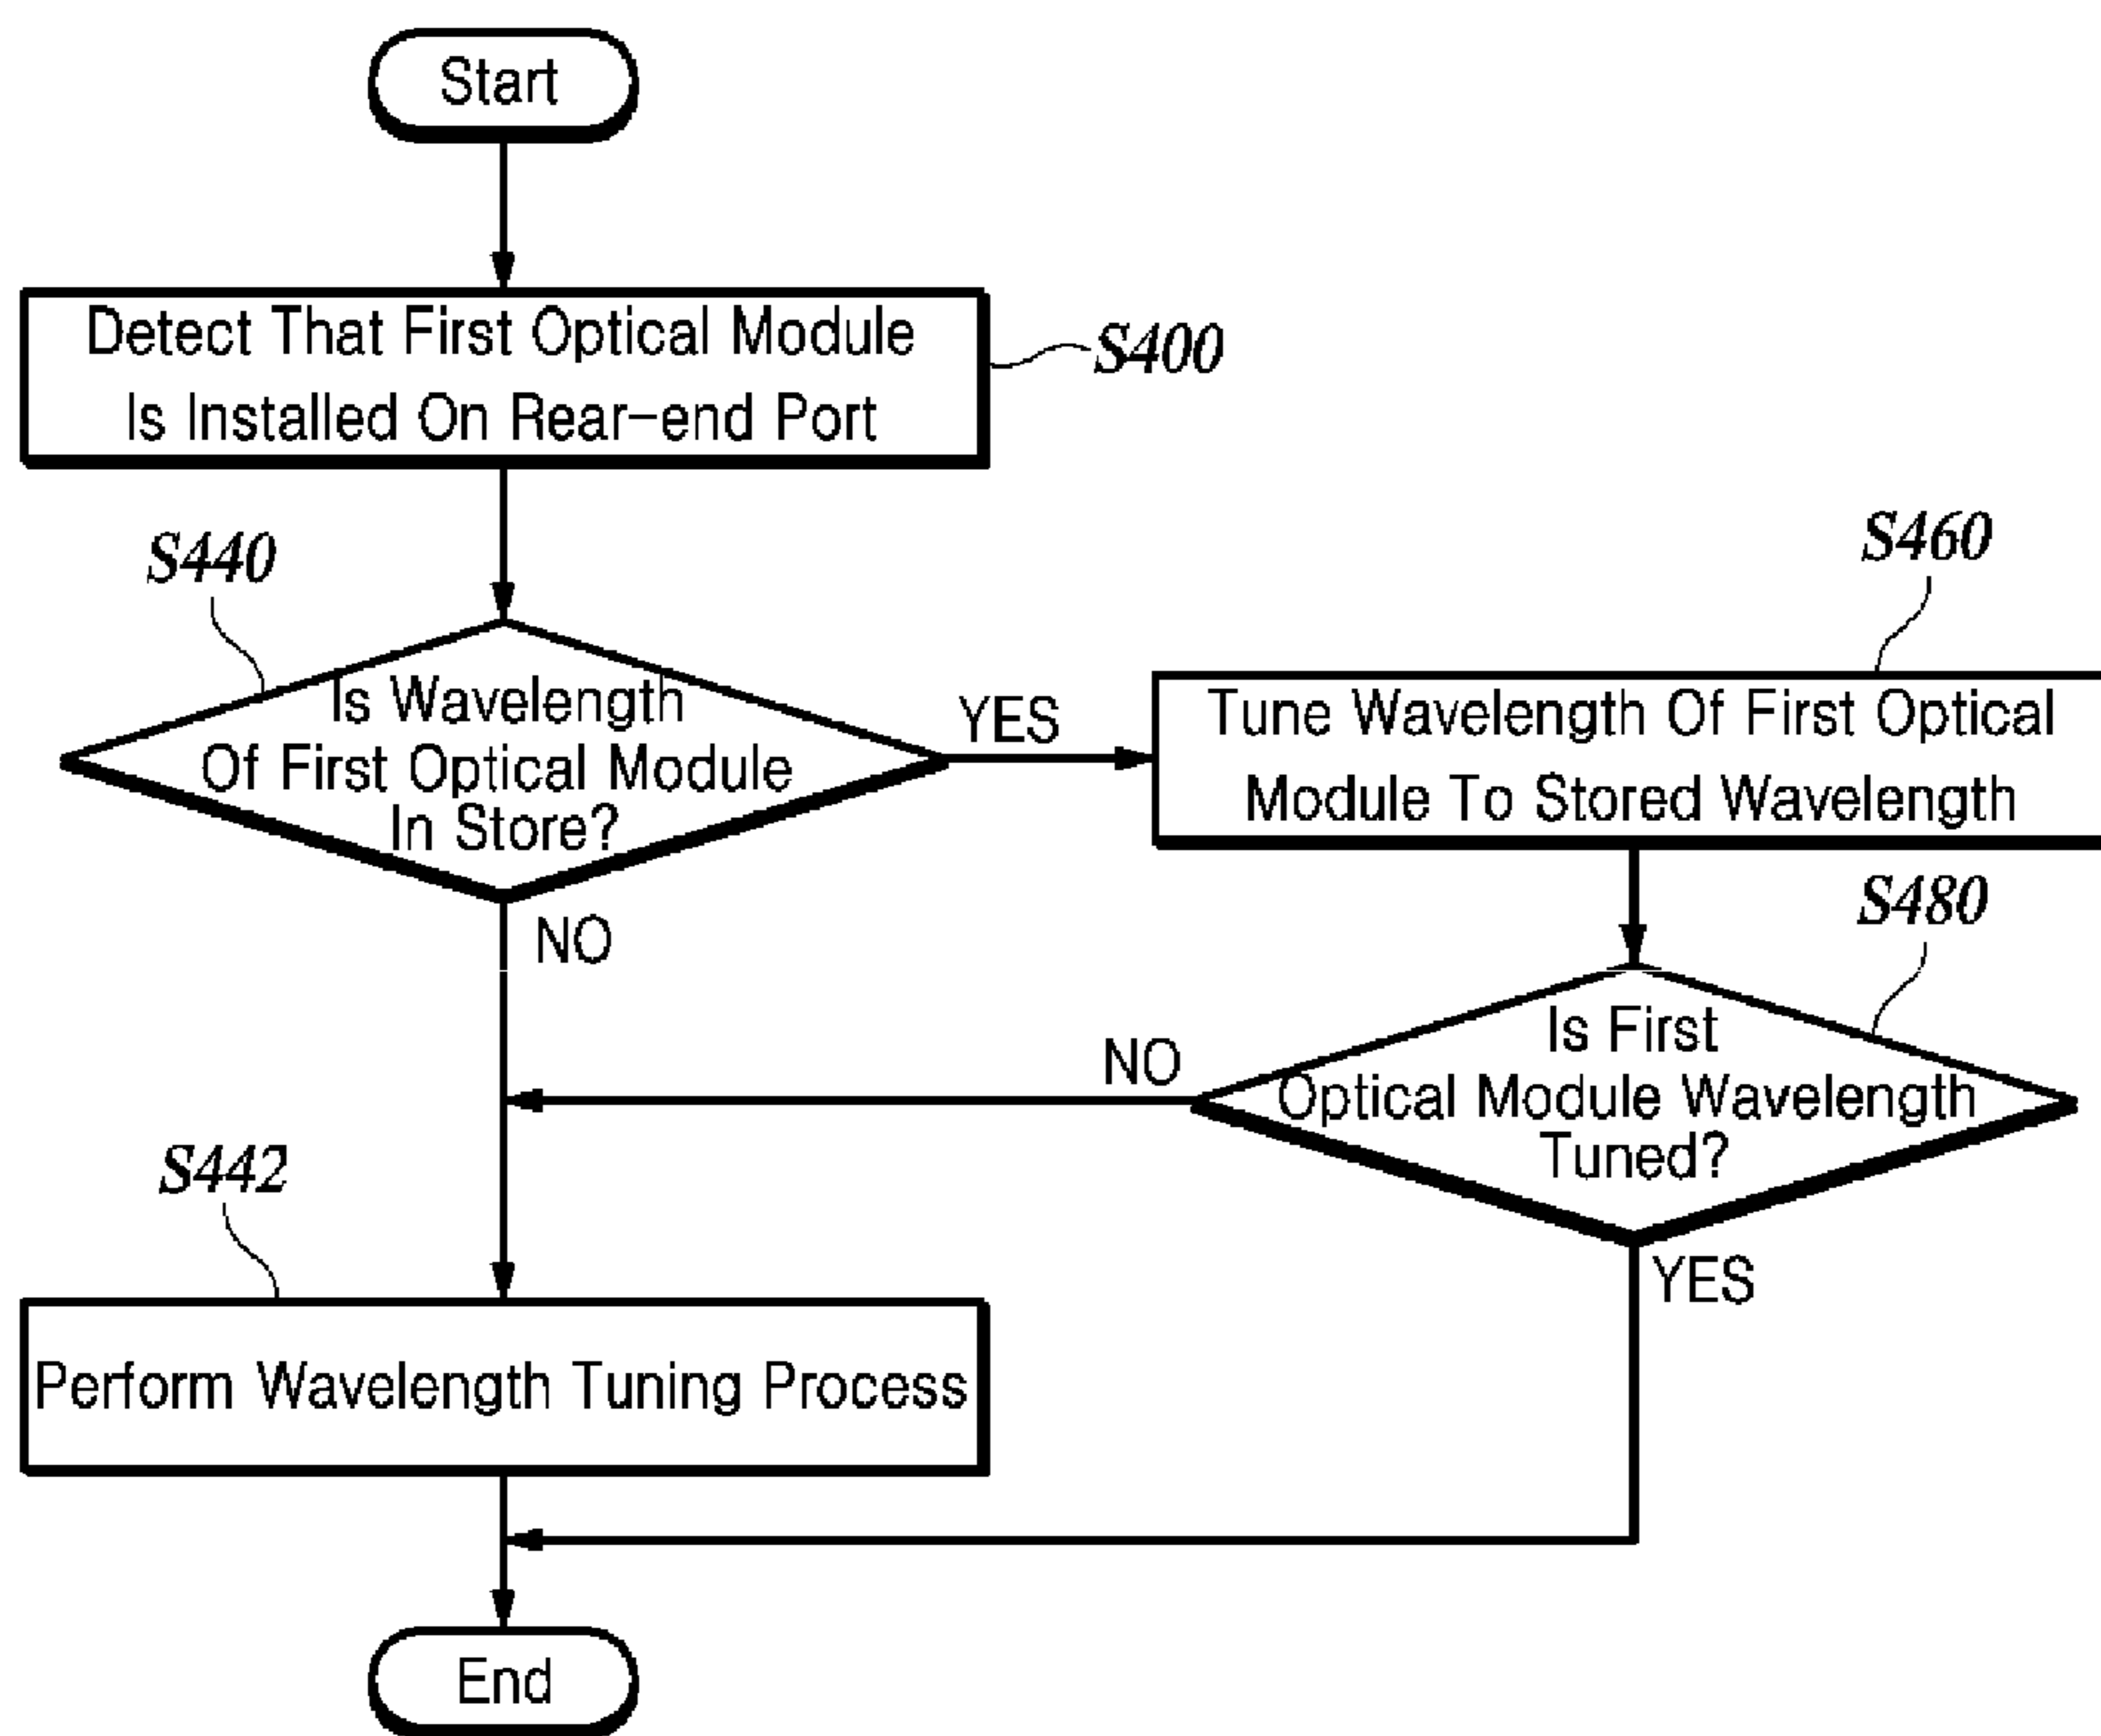 Start
Detect That First Optical Module
Is Installed On Rear-end Port
S400
S440
Is Wavelength
Of First Optical Module
In Store?
YES
NO
S460
Tune Wavelength Of First Optical
Module To Stored Wavelength
S480
Is First
Optical Module Wavelength
Tuned?
NO
YES
S442
Perform Wavelength Tuning Process
End